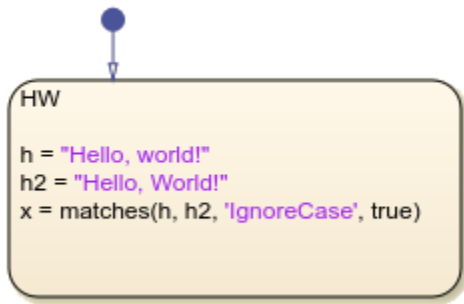 HW
h = "Hello, world!"
h2 = "Hello, World!"
x = matches(h, h2, 'IgnoreCase', true)